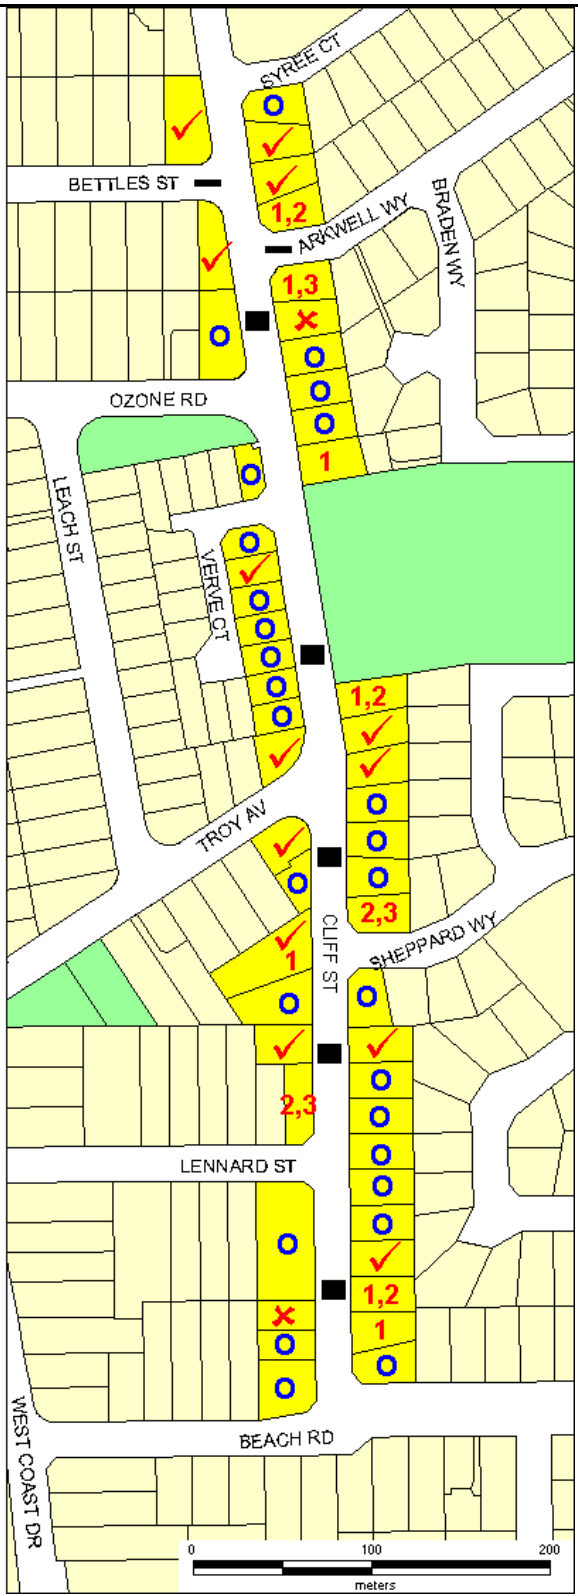 SYREE CT
BETTLES ST
1,2
ARKWELL WY
BRADEN WY
1,3
OZONE RD
1
LEACH ST
VERVE CT
1,2
TROY AV
2,3
CLIFF ST
1
SHEPPARD WY
2,3
LENNARD ST
1,2
1
WEST COAST DR
BEACH RD
0 100 200
meters